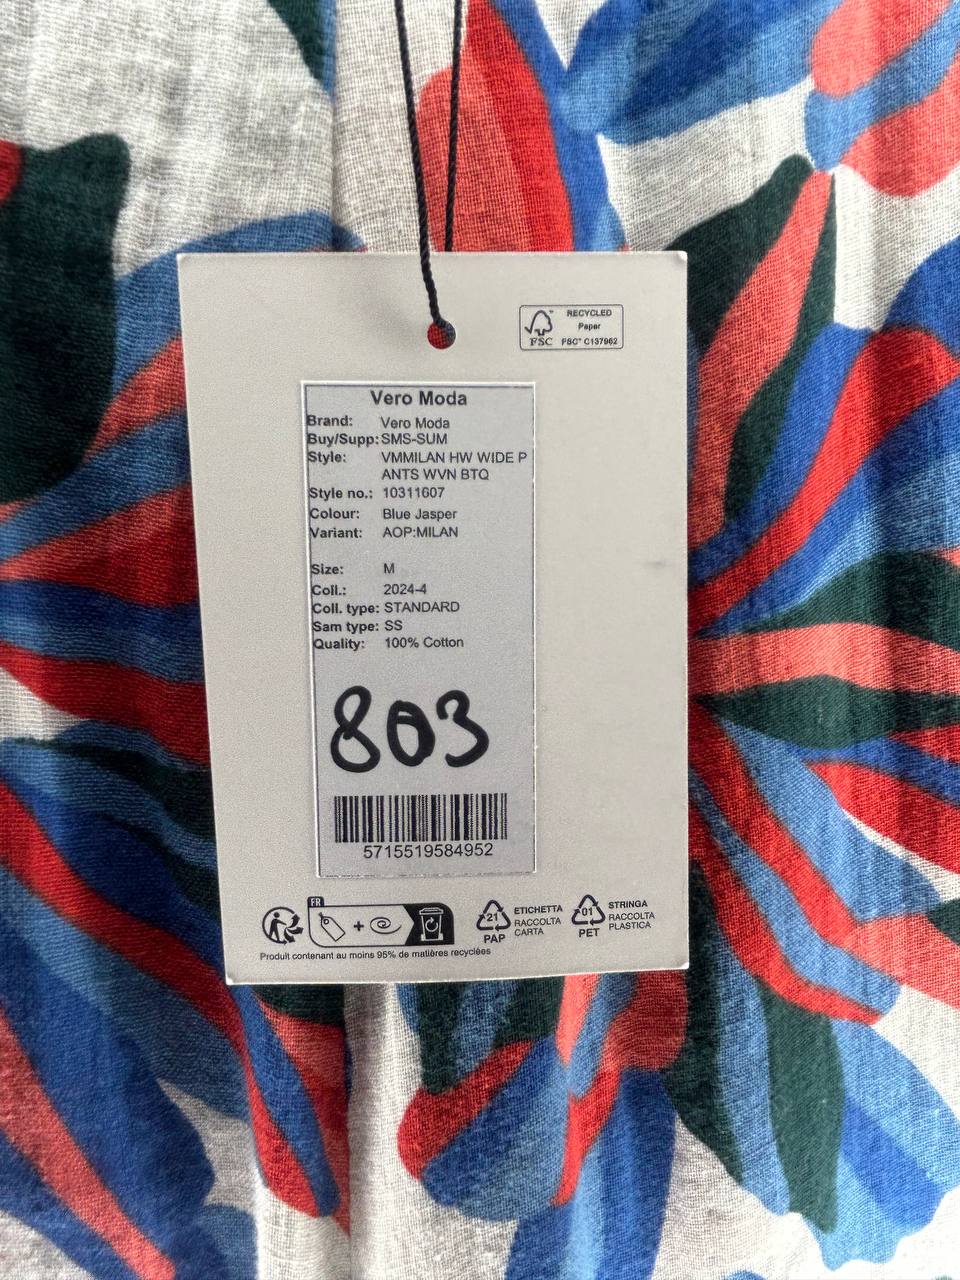 RECYCLED
Paper
FSC
FSC® C137962
Vero Moda
Brand: Vero Moda
Buy/Supp: SMS-SUM
Style: VMMILAN HW WIDE P
ANTS WVN BTQ
Style no.: 10311607
Colour: Blue Jasper
Variant: AOP:MILAN
Size: M
Coll.: 2024-4
Coll. type: STANDARD
Sam type: SS
Quality: 100% Cotton
803
5715519584952
FR
+
21
PAP
ETICHETTA
RACCOLTA
CARTA
01
PET
STRINGA
RACCOLTA
PLASTICA
Produit contenant au moins 95% de matières recyclées